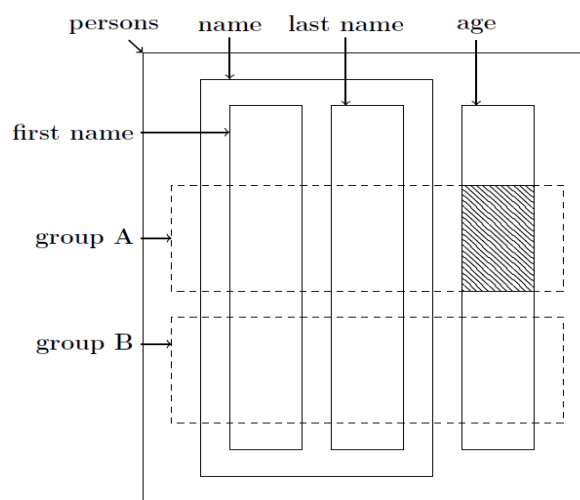 persons
name
last name
age
first name
group A
group B